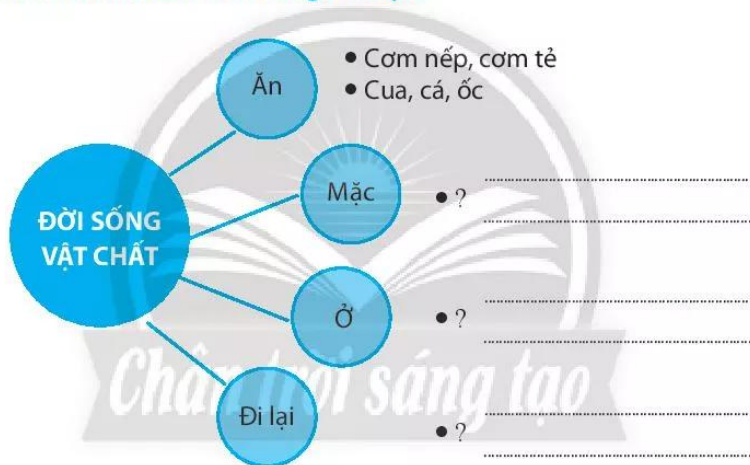 Ăn
• Cơm nếp, cơm tẻ
• Cua, cá, ốc
Mặc
• ?
ĐỜI SỐNG
VẬT CHẤT
Ở
• ?
Chân trời sáng tạo
Đi lại
• ?